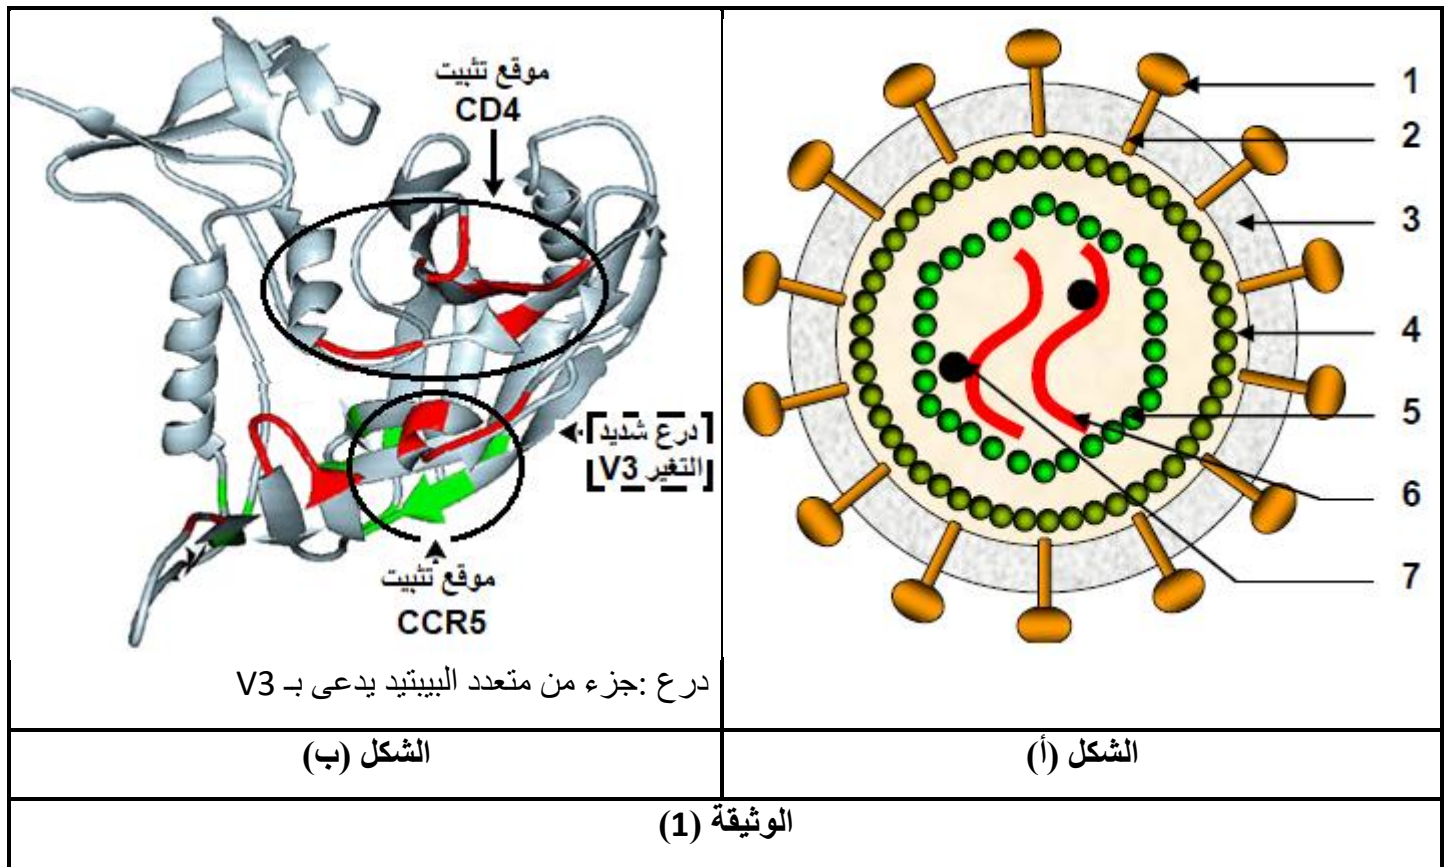 1
2
3
4
5
6
7
موقع تثبيت
CD4
درع شديد
التغير V3
موقع تثبيت
CCR5
درع :جزء من متعدد الببتيد يدعى بـ V3
الشكل (أ)
الشكل (ب)
الوثيقة (1)